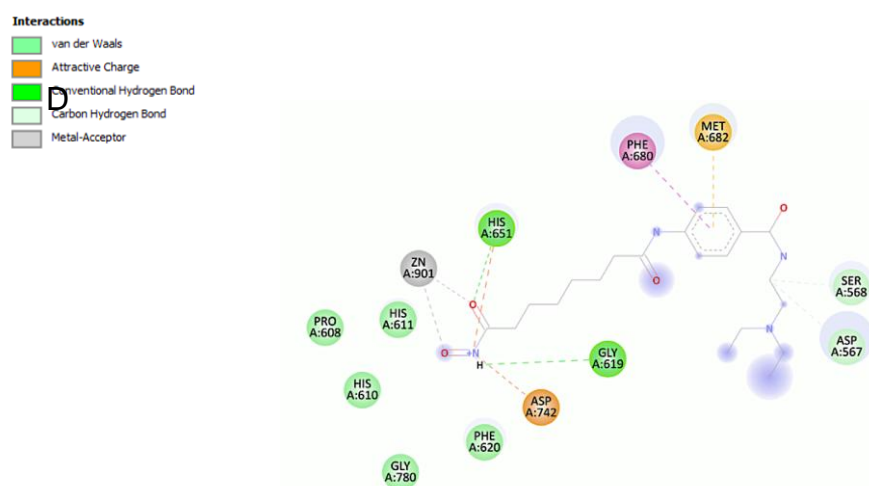 Interactions
van der Waals
Attractive Charge
Conventional Hydrogen Bond
D
Carbon Hydrogen Bond
Metal-Acceptor
MET
A:682
PHE
A:680
O
HIS
A:651
N
N
ZN
A:901
O
SER
A:568
HIS
A:611
O
PRO
A:608
N
ASP
A:567
O
N
GLY
A:619
H
HIS
A:610
ASP
A:742
PHE
A:620
GLY
A:780